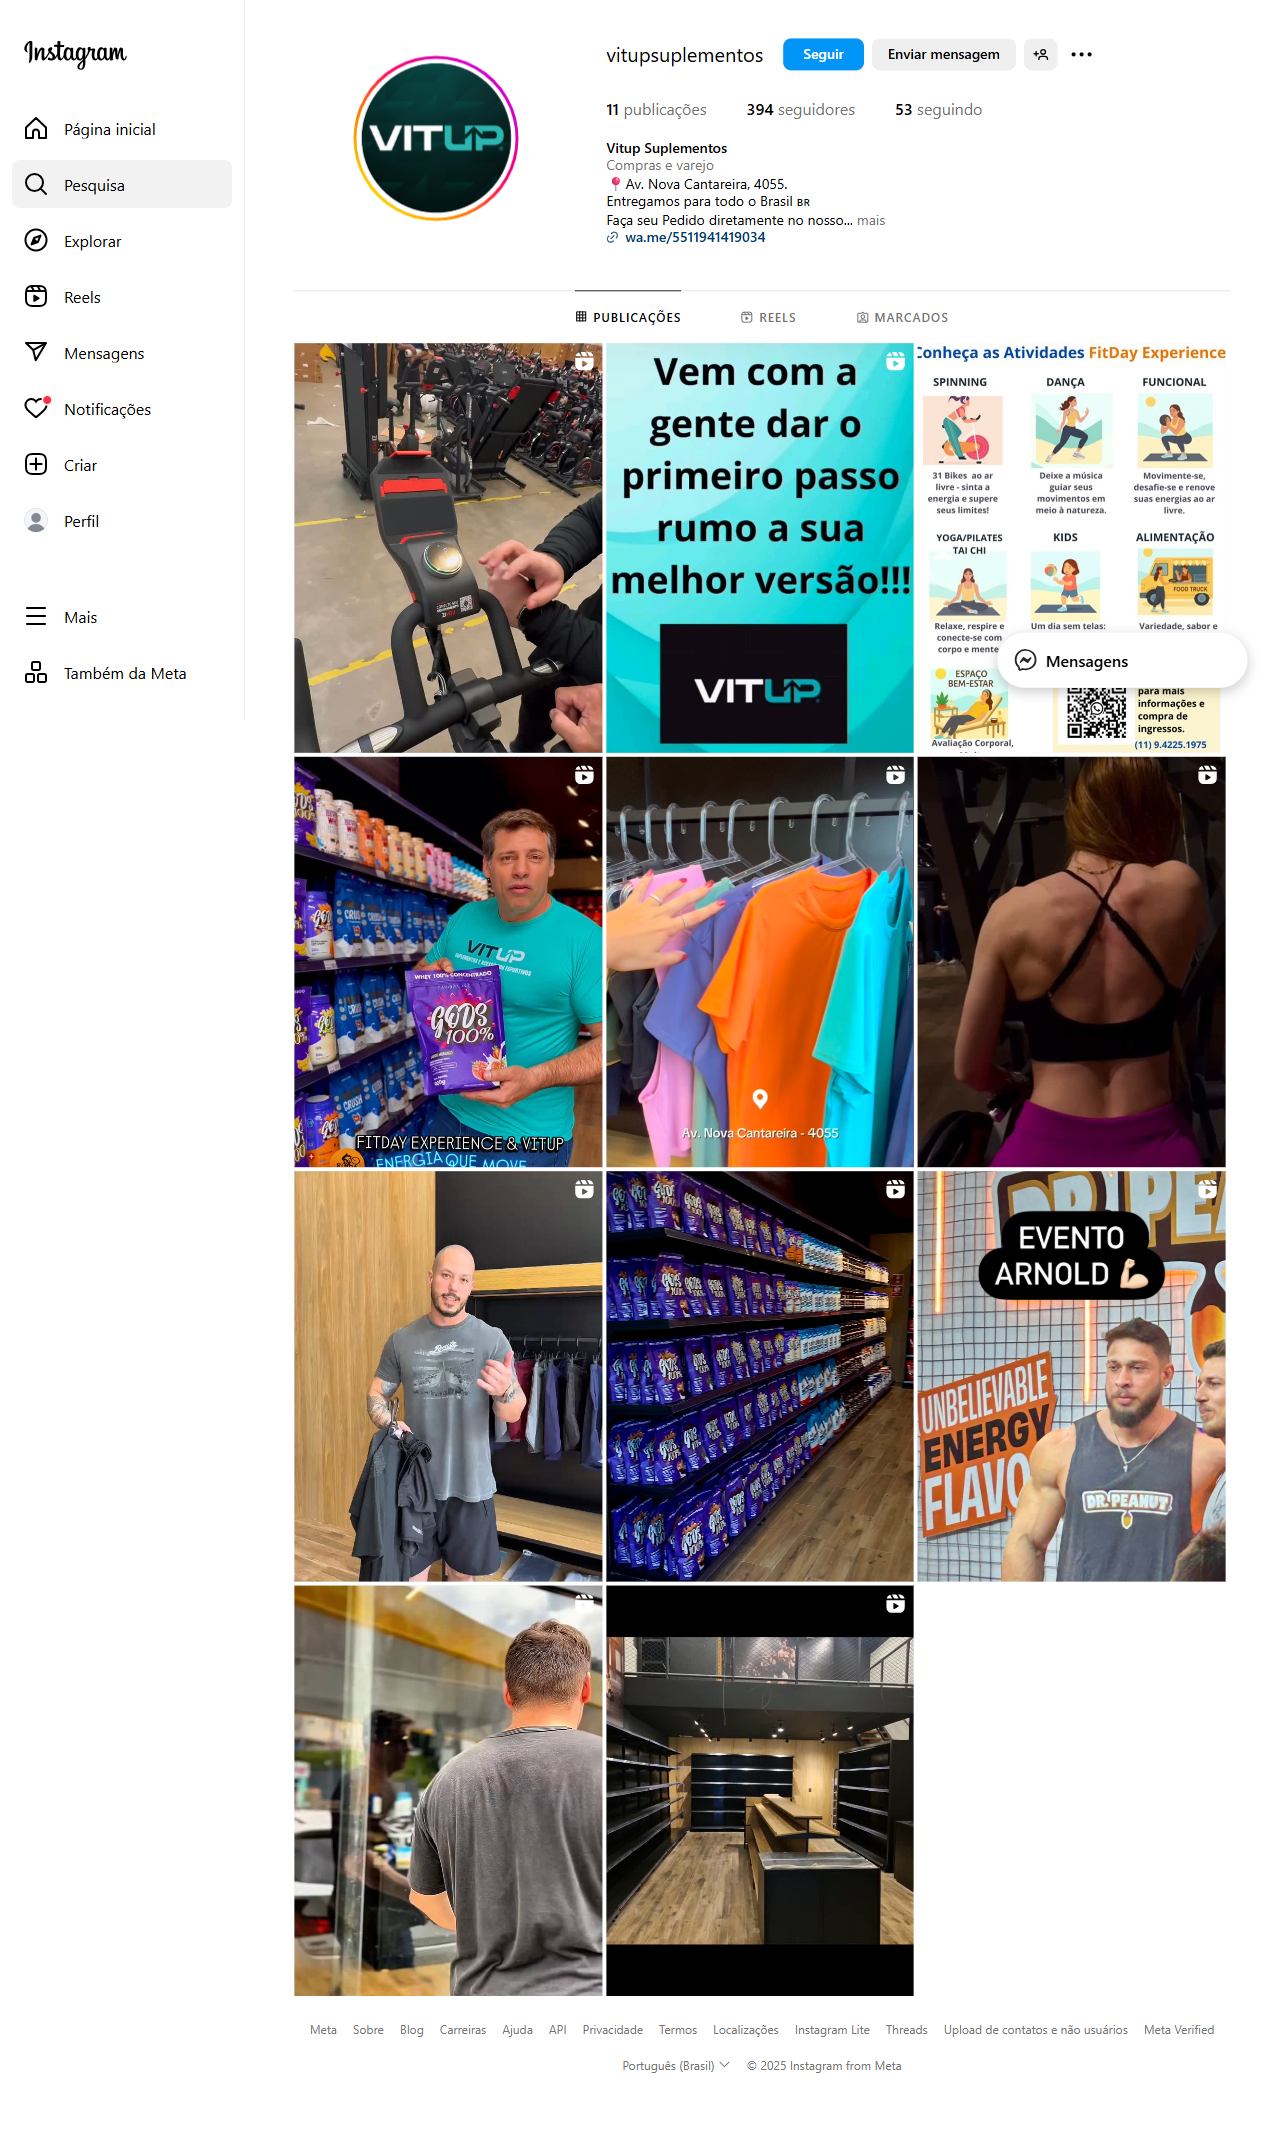 Instagram
Página inicial
Pesquisa
Explorar
Reels
Mensagens
Notificações
Criar
Perfil
Mais
Também da Meta
VITUP
vitupsuplementos
Seguir
Enviar mensagem
11 publicações
394 seguidores
53 seguindo
Vitup Suplementos
Compras e varejo
📍Av. Nova Cantareira, 4055.
Entregamos para todo o Brasil 🇧🇷
Faça seu Pedido diretamente no nosso... mais
wa.me/5511941419034
PUBLICAÇÕES
REELS
MARCADOS
Vem com a
gente dar o
primeiro passo
rumo a sua
melhor versão!!!
VITUP
Conheça as Atividades FitDay Experience
SPINNING
31 Bikes ao ar
livre - sinta a
energia e supere
seus limites!
DANÇA
Deixe a música
guiar seus
movimentos em
meio à natureza.
FUNCIONAL
Movimente-se,
desafie-se e renove
suas energias ao ar
livre.
YOGA/PILATES
TAI CHI
Relaxe, respire e
conecte-se com
corpo e mente
KIDS
Um dia sem telas:
ALIMENTAÇÃO
FOOD TRUCK
Variedade, sabor e
ESPAÇO
BEM-ESTAR
Avaliação Corporal,
para mais
informações e
compra de
ingressos.
(11) 9.4225.1975
Mensagens
VITUP
SUPLEMENTOS E ACESSÓRIOS ESPORTIVOS
WHEY 100% CONCENTRADO
GODS
100%
CRUSH
CRUSH
FITDAY EXPERIENCE & VITUP
ENERGIA QUE MOVE
Av. Nova Cantareira - 4055
GODS
100%
DR. PEANUT
EVENTO
ARNOLD 💪
UNBELIEVABLE
ENERGY
FLAVO
DR. PEANUT
Meta
Sobre
Blog
Carreiras
Ajuda
API
Privacidade
Termos
Localizações
Instagram Lite
Threads
Upload de contatos e não usuários
Meta Verified
Português (Brasil)
© 2025 Instagram from Meta